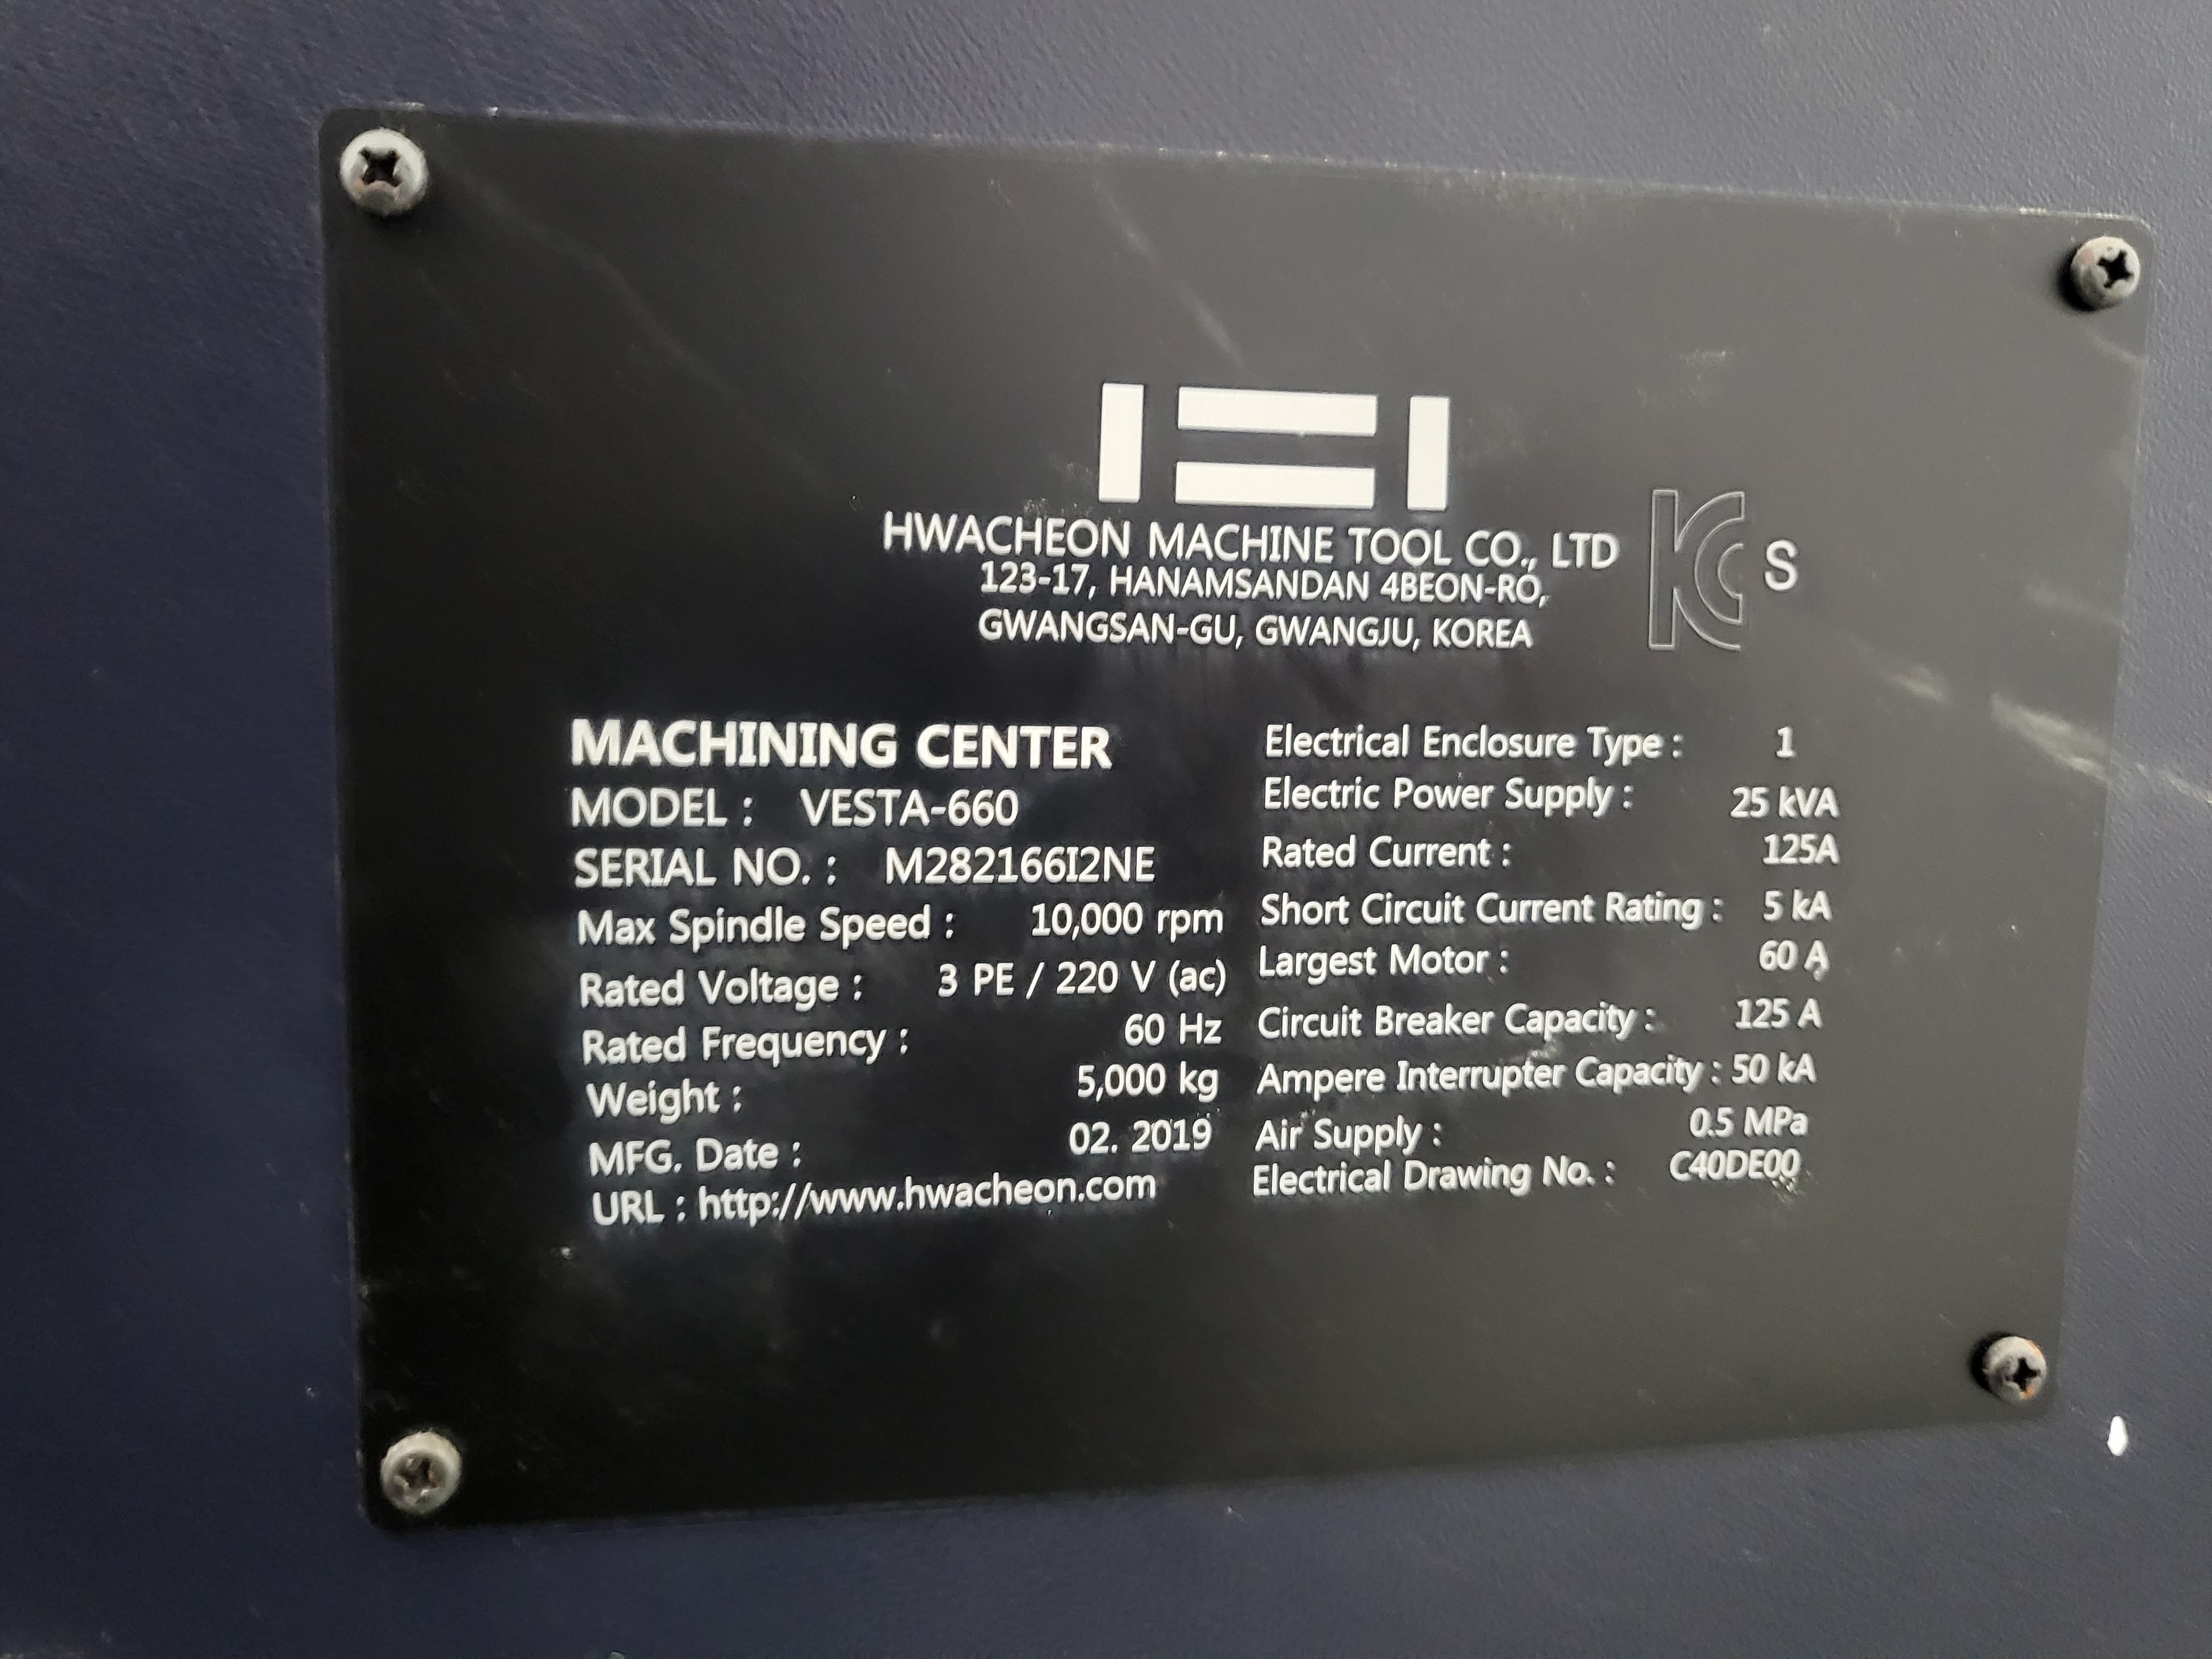 HWACHEON MACHINE TOOL CO., LTD
123-17, HANAMSANDAN 4BEON-RO,
GWANGSAN-GU, GWANGJU, KOREA
KC S
MACHINING CENTER
MODEL : VESTA-660
SERIAL NO. : M282166I2NE
Max Spindle Speed : 10,000 rpm
Rated Voltage : 3 PE / 220 V (ac)
Rated Frequency : 60 Hz
Weight : 5,000 kg
MFG. Date : 02. 2019
URL : http://www.hwacheon.com
Electrical Enclosure Type : 1
Electric Power Supply : 25 kVA
Rated Current : 125A
Short Circuit Current Rating : 5 kA
Largest Motor : 60 A
Circuit Breaker Capacity : 125 A
Ampere Interrupter Capacity : 50 kA
Air Supply : 0.5 MPa
Electrical Drawing No. : C40DE00